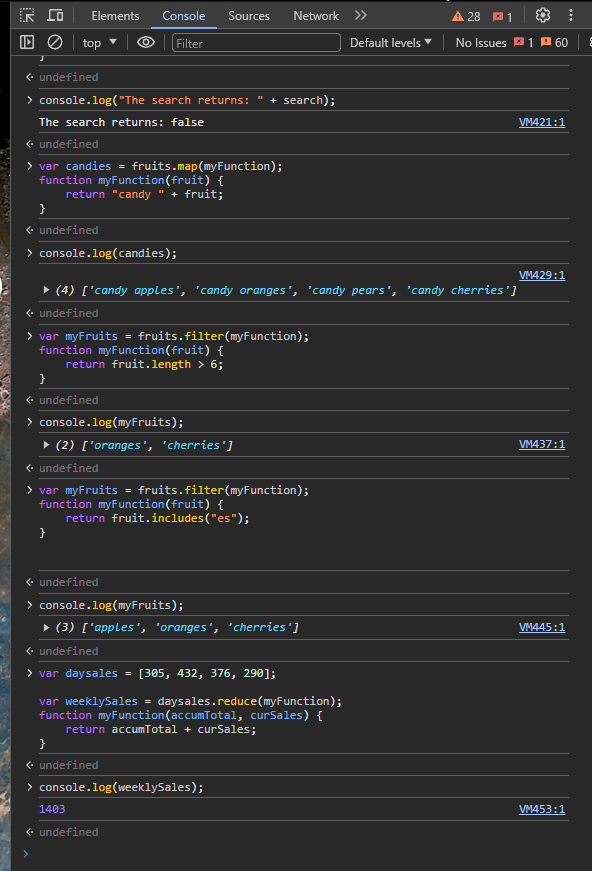 Elements Console Sources Network 28 1
top Filter Default levels No Issues 1 60
}
undefined
console.log("The search returns: " + search);
The search returns: false VM421:1
undefined
var candies = fruits.map(myFunction);
function myFunction(fruit) {
    return "candy " + fruit;
}
undefined
console.log(candies);
VM429:1
(4) ['candy apples', 'candy oranges', 'candy pears', 'candy cherries']
undefined
var myFruits = fruits.filter(myFunction);
function myFunction(fruit) {
    return fruit.length > 6;
}
undefined
console.log(myFruits);
(2) ['oranges', 'cherries'] VM437:1
undefined
var myFruits = fruits.filter(myFunction);
function myFunction(fruit) {
    return fruit.includes("es");
}
undefined
console.log(myFruits);
(3) ['apples', 'oranges', 'cherries'] VM445:1
undefined
var daysales = [305, 432, 376, 290];
var weeklySales = daysales.reduce(myFunction);
function myFunction(accumTotal, curSales) {
    return accumTotal + curSales;
}
undefined
console.log(weeklySales);
1403 VM453:1
undefined